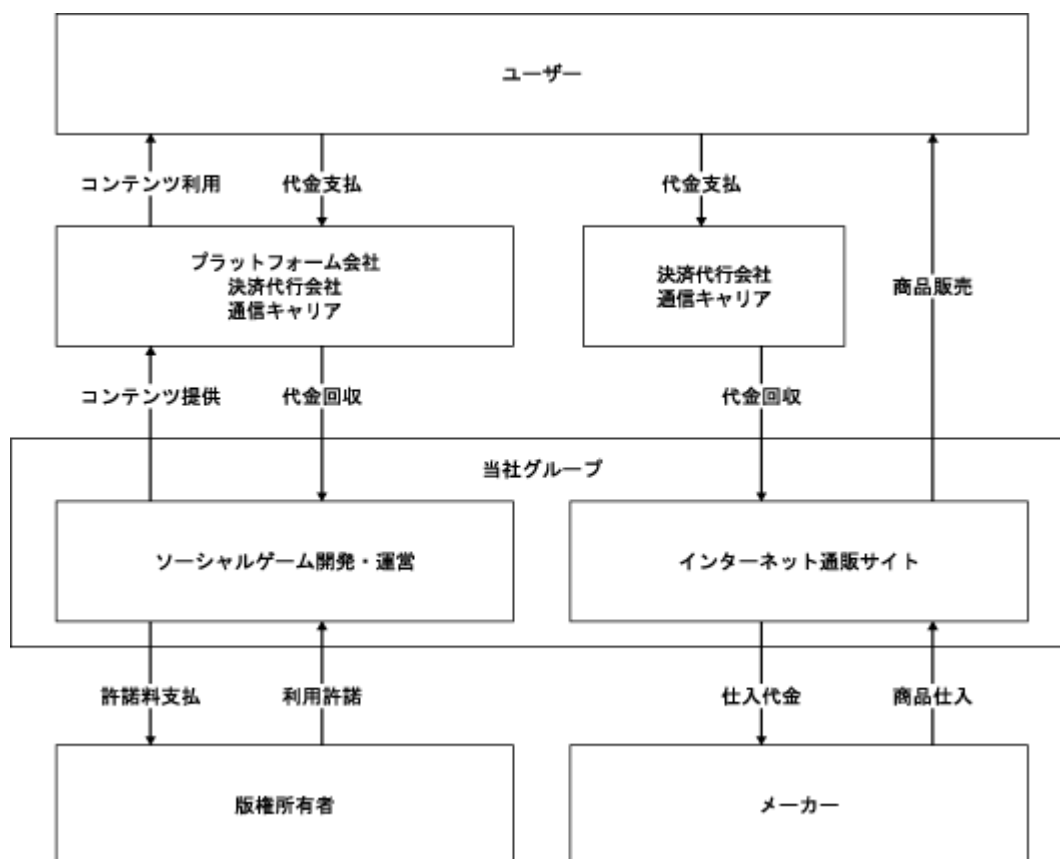 ユーザー
コンテンツ利用
代金支払
代金支払
プラットフォーム会社
決済代行会社
通信キャリア
決済代行会社
通信キャリア
商品販売
コンテンツ提供
代金回収
代金回収
当社グループ
ソーシャルゲーム開発・運営
インターネット通販サイト
許諾料支払
利用許諾
仕入代金
商品仕入
版権所有者
メーカー